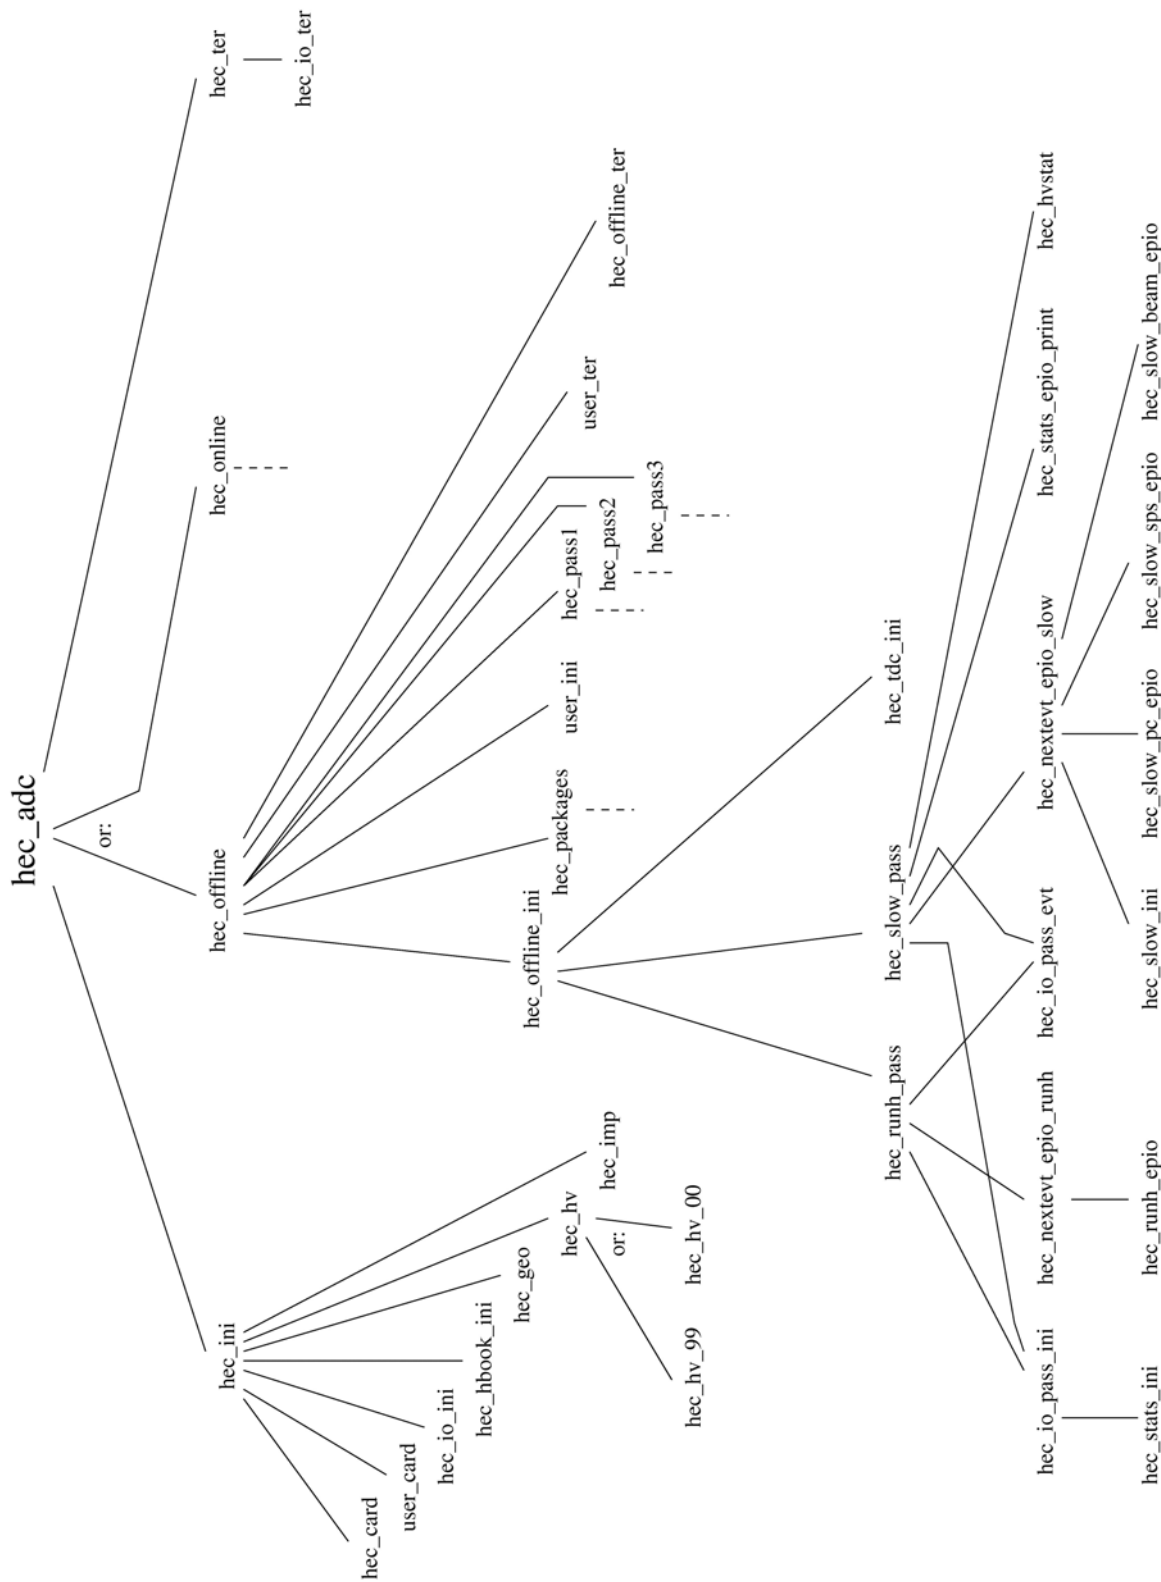 hec_adc
or:
hec_ini
hec_offline
hec_online
hec_ter
hec_io_ter
hec_card
user_card
hec_io_ini
hec_hbook_ini
hec_geo
hec_hv
hec_imp
or:
hec_hv_99
hec_hv_00
hec_offline_ini
hec_packages
user_ini
hec_pass1
hec_pass2
hec_pass3
user_ter
hec_offline_ter
hec_runh_pass
hec_slow_pass
hec_tdc_ini
hec_io_pass_ini
hec_nextevt_epio_runh
hec_io_pass_evt
hec_nextevt_epio_slow
hec_stats_epio_print
hec_hvstat
hec_stats_ini
hec_runh_epio
hec_slow_ini
hec_slow_pc_epio
hec_slow_sps_epio
hec_slow_beam_epio